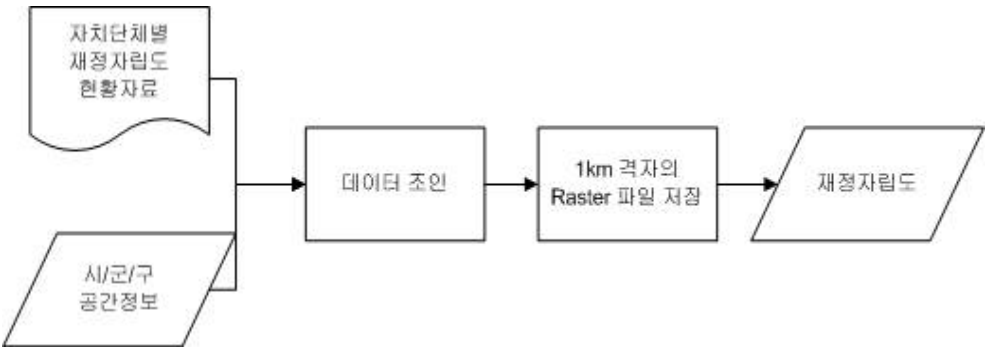 자치단체별
재정자립도
현황자료
시/군/구
공간정보
데이터 조인
1km 격자의
Raster 파일 저장
재정자립도